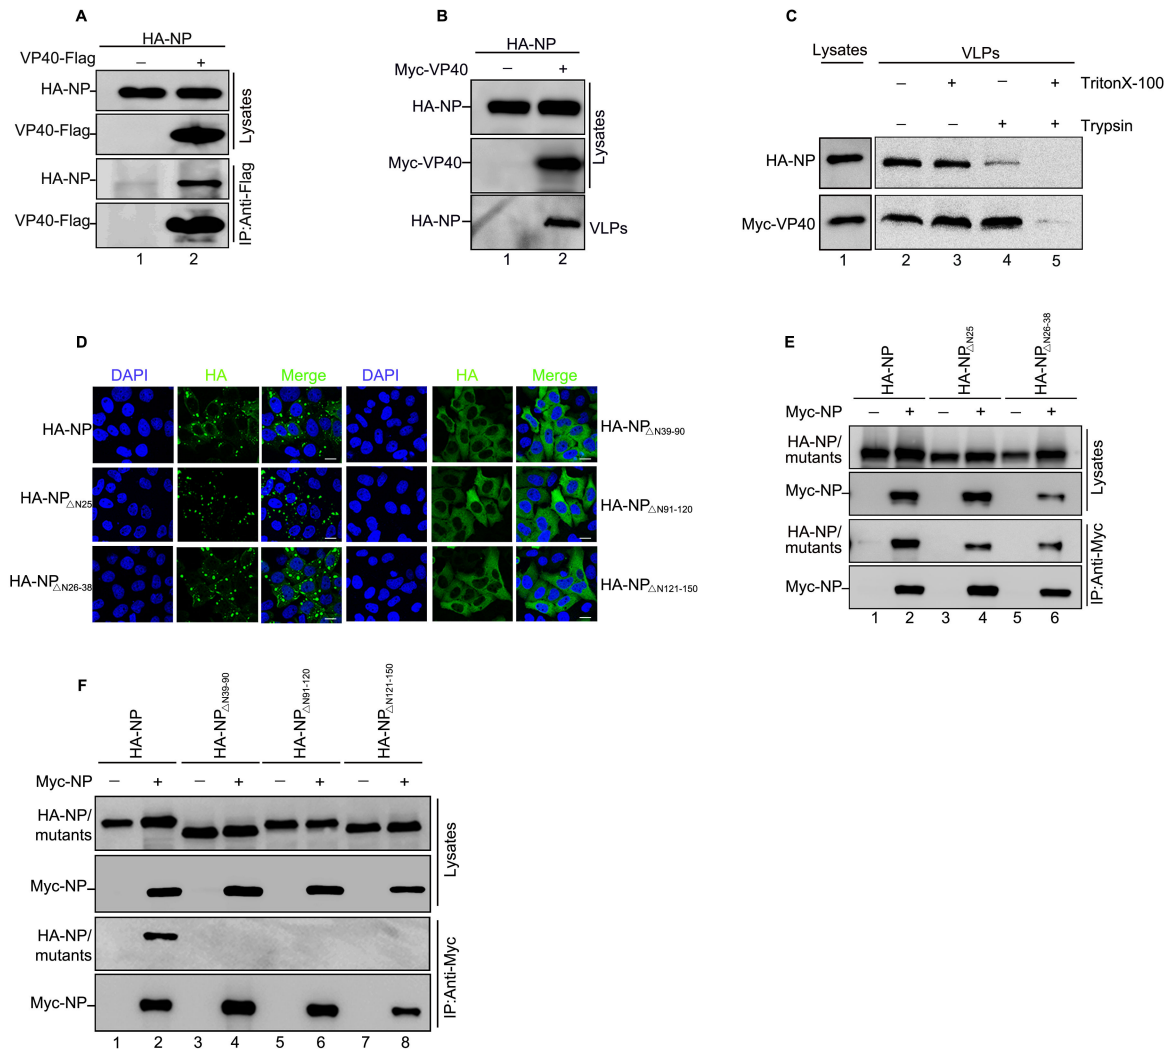 A
HA-NP
VP40-Flag
– +
HA-NP
VP40-Flag
Lysates
HA-NP
VP40-Flag
IP:Anti-Flag
1 2
B
HA-NP
Myc-VP40
– +
HA-NP
Myc-VP40
Lysates
HA-NP
VLPs
1 2
C
Lysates VLPs
– + – + TritonX-100
– – + + Trypsin
HA-NP
Myc-VP40
1 2 3 4 5
D
DAPI HA Merge DAPI HA Merge
HA-NP HA-NP△N39-90
HA-NP△N25 HA-NP△N91-120
HA-NP△N26-38 HA-NP△N121-150
E
HA-NP HA-NP△N25 HA-NP△N26-38
Myc-NP – + – + – +
HA-NP/
mutants
Myc-NP
Lysates
HA-NP/
mutants
Myc-NP
IP:Anti-Myc
1 2 3 4 5 6
F
HA-NP HA-NP△N39-90 HA-NP△N91-120 HA-NP△N121-150
Myc-NP – + – + – + – +
HA-NP/
mutants
Myc-NP
Lysates
HA-NP/
mutants
Myc-NP
IP:Anti-Myc
1 2 3 4 5 6 7 8